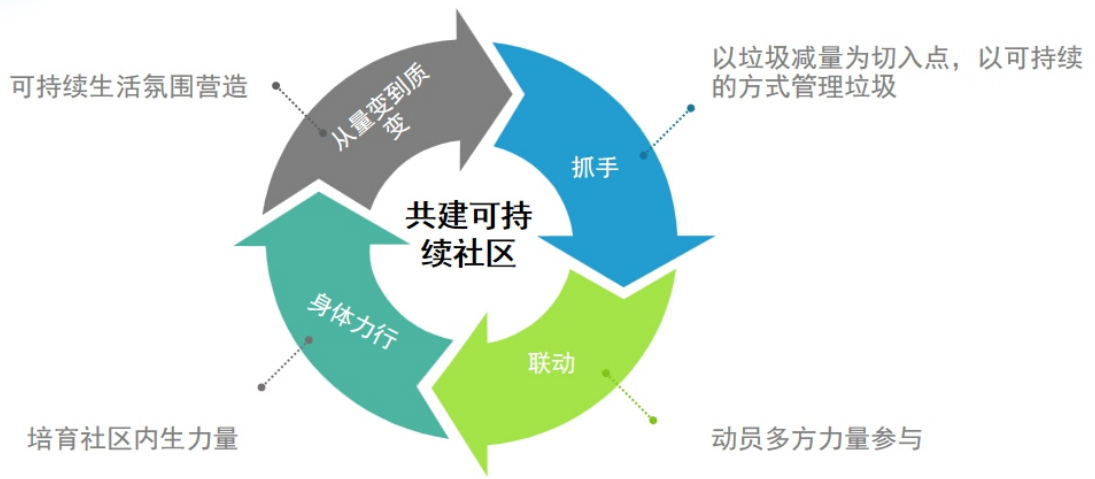 可持续生活氛围营造
从量变到质
变
以垃圾减量为切入点，以可持续
的方式管理垃圾
抓手
共建可持
续社区
身体力行
联动
培育社区内生力量
动员多方力量参与